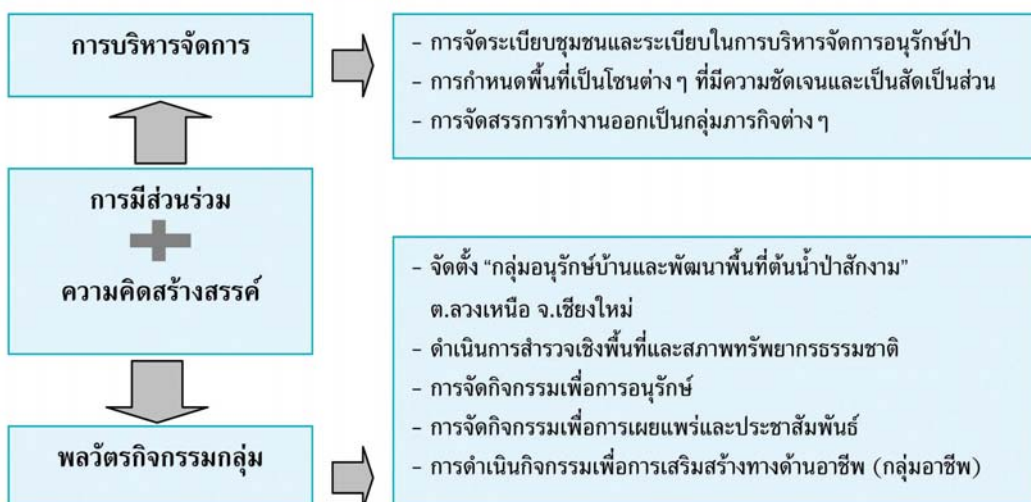 การบริหารจัดการ
- การจัดระเบียบชุมชนและระเบียบในการบริหารจัดการอนุรักษ์ป่า
- การกำหนดพื้นที่เป็นโซนต่าง ๆ ที่มีความชัดเจนและเป็นสัดเป็นส่วน
- การจัดสรรการทำงานออกเป็นกลุ่มภารกิจต่าง ๆ
การมีส่วนร่วม
+
ความคิดสร้างสรรค์
- จัดตั้ง “กลุ่มอนุรักษ์บ้านและพัฒนาพื้นที่ต้นน้ำป่าสักงาม”
ต.ลวงเหนือ จ.เชียงใหม่
- ดำเนินการสำรวจเชิงพื้นที่และสภาพทรัพยากรธรรมชาติ
- การจัดกิจกรรมเพื่อการอนุรักษ์
- การจัดกิจกรรมเพื่อการเผยแพร่และประชาสัมพันธ์
- การดำเนินกิจกรรมเพื่อการเสริมสร้างทางด้านอาชีพ (กลุ่มอาชีพ)
พลวัตรกิจกรรมกลุ่ม